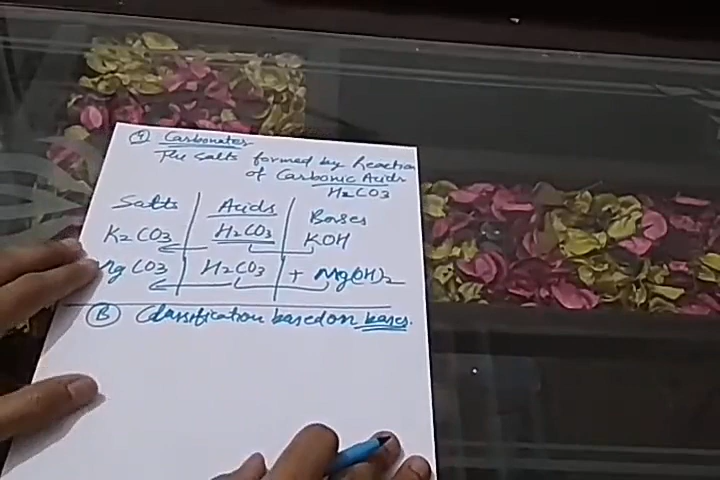 ④ Carbonates
The salts formed by Reaction
of Carbonic Acids
H2CO3
Salts Acids Bases
K2CO3 H2CO3 KOH
MgCO3 H2CO3 + Mg(OH)2
Ⓑ Classification based on bases.